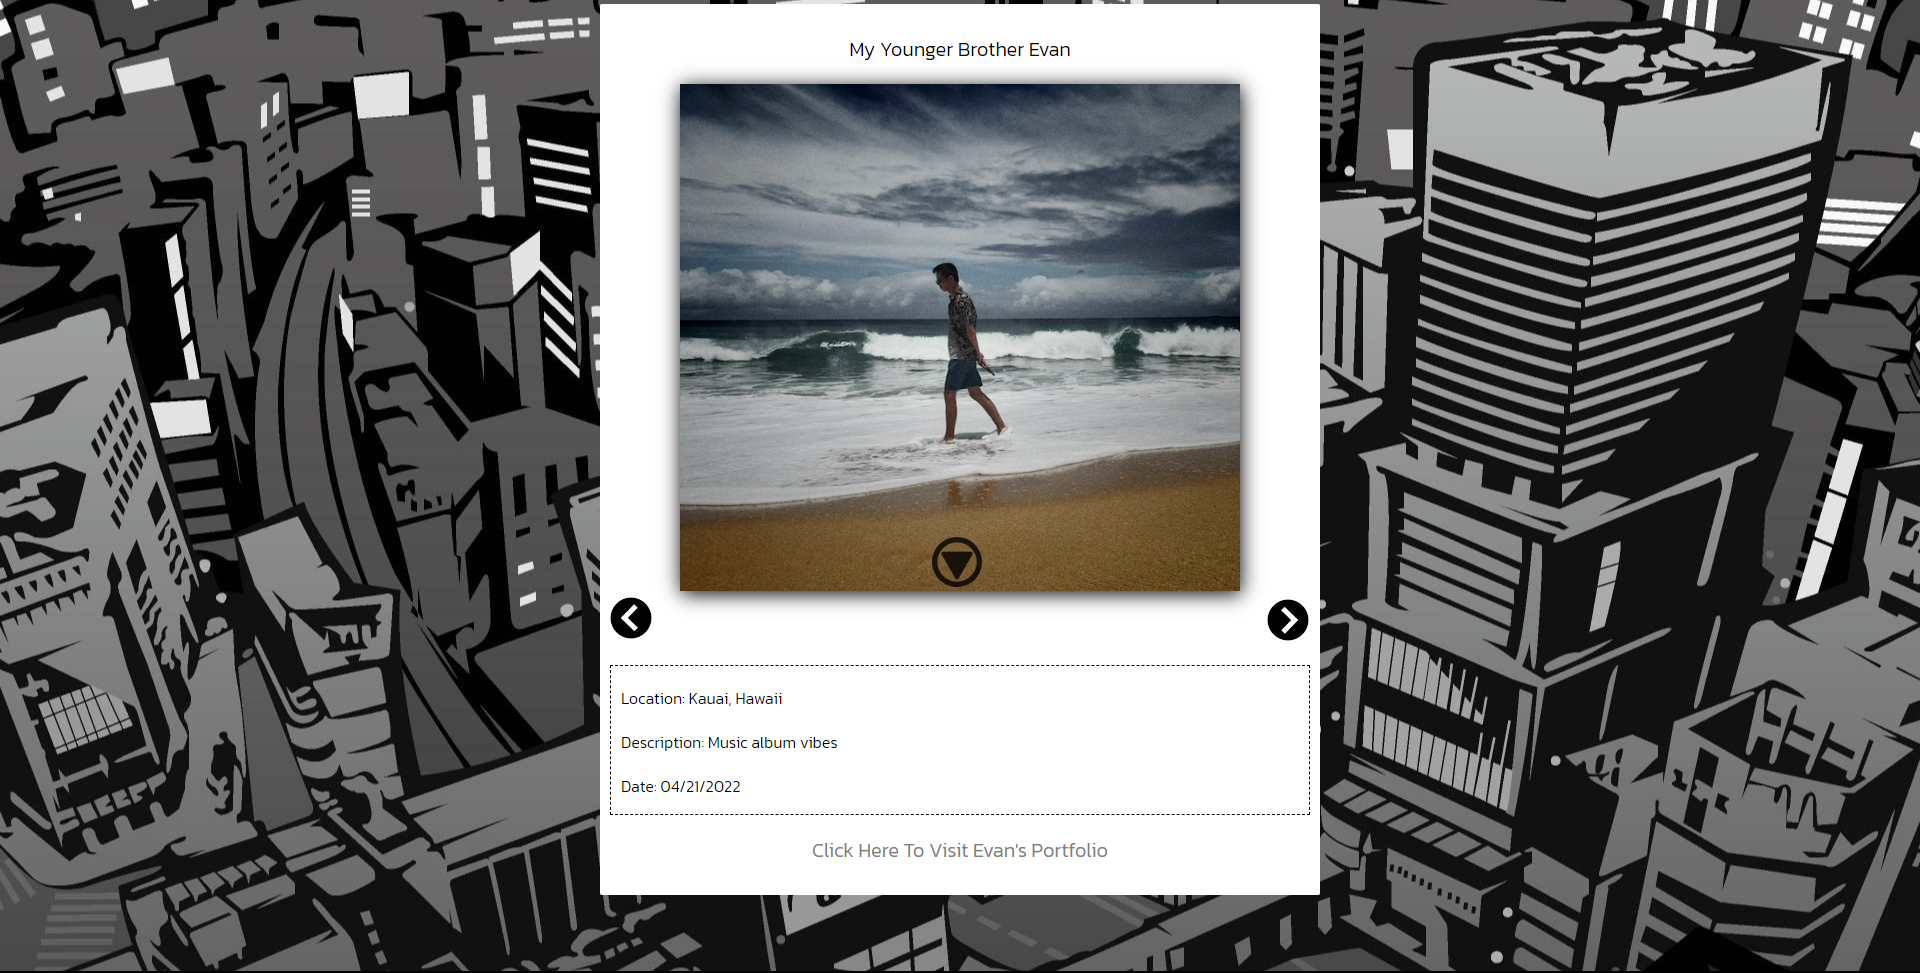 My Younger Brother Evan
Location: Kauai, Hawaii
Description: Music album vibes
Date: 04/21/2022
Click Here To Visit Evan's Portfolio